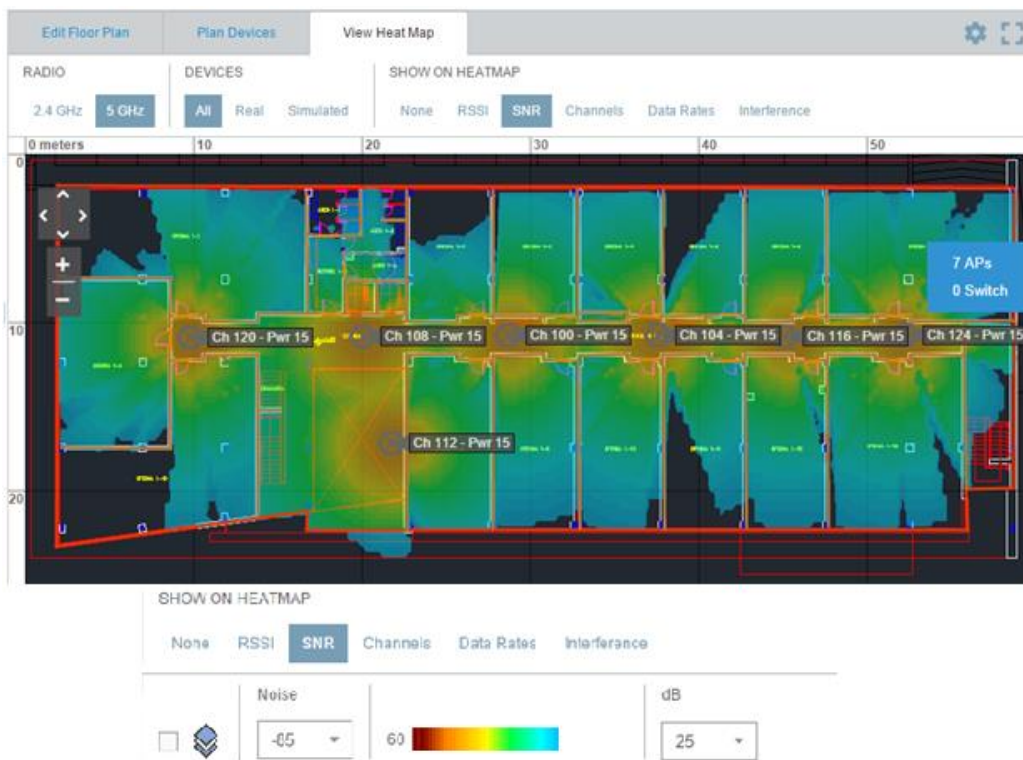 Edit Floor Plan Plan Devices View Heat Map
RADIO DEVICES SHOW ON HEATMAP
2.4 GHz 5 GHz All Real Simulated None RSSI SNR Channels Data Rates Interference
0 meters 10 20 30 40 50
0
+
7 APs
−
0 Switch
10
Ch 120 - Pwr 15 Ch 108 - Pwr 15 Ch 100 - Pwr 15 Ch 104 - Pwr 15 Ch 116 - Pwr 15 Ch 124 - Pwr 15
Ch 112 - Pwr 15
20
SHOW ON HEATMAP
None RSSI SNR Channels Data Rates Interferance
Noise dB
-85 60 25